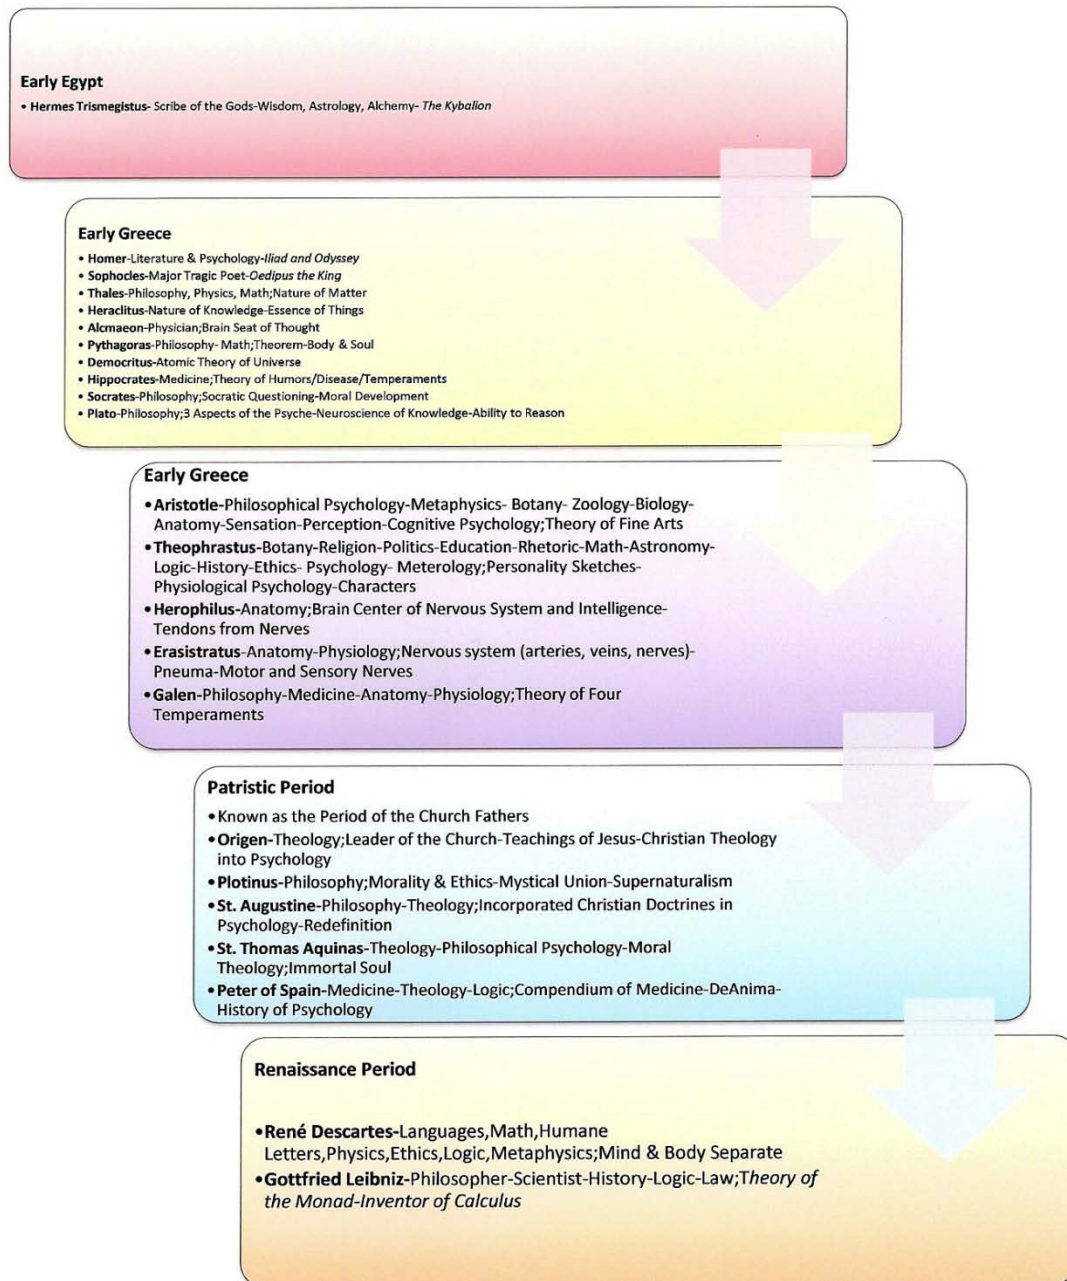 Early Egypt
• Hermes Trismegistus- Scribe of the Gods-Wisdom, Astrology, Alchemy- The Kybalion
Early Greece
• Homer-Literature & Psychology-Iliad and Odyssey
• Sophocles-Major Tragic Poet-Oedipus the King
• Thales-Philosophy, Physics, Math;Nature of Matter
• Heraclitus-Nature of Knowledge-Essence of Things
• Alcmaeon-Physician;Brain Seat of Thought
• Pythagoras-Philosophy- Math;Theorem-Body & Soul
• Democritus-Atomic Theory of Universe
• Hippocrates-Medicine;Theory of Humors/Disease/Temperaments
• Socrates-Philosophy;Socratic Questioning-Moral Development
• Plato-Philosophy;3 Aspects of the Psyche-Neuroscience of Knowledge-Ability to Reason
Early Greece
•Aristotle-Philosophical Psychology-Metaphysics- Botany- Zoology-Biology-
Anatomy-Sensation-Perception-Cognitive Psychology;Theory of Fine Arts
•Theophrastus-Botany-Religion-Politics-Education-Rhetoric-Math-Astronomy-
Logic-History-Ethics- Psychology- Meterology;Personality Sketches-
Physiological Psychology-Characters
•Herophilus-Anatomy;Brain Center of Nervous System and Intelligence-
Tendons from Nerves
•Erasistratus-Anatomy-Physiology;Nervous system (arteries, veins, nerves)-
Pneuma-Motor and Sensory Nerves
•Galen-Philosophy-Medicine-Anatomy-Physiology;Theory of Four
Temperaments
Patristic Period
•Known as the Period of the Church Fathers
•Origen-Theology;Leader of the Church-Teachings of Jesus-Christian Theology
into Psychology
•Plotinus-Philosophy;Morality & Ethics-Mystical Union-Supernaturalism
•St. Augustine-Philosophy-Theology;Incorporated Christian Doctrines in
Psychology-Redefinition
•St. Thomas Aquinas-Theology-Philosophical Psychology-Moral
Theology;Immortal Soul
•Peter of Spain-Medicine-Theology-Logic;Compendium of Medicine-DeAnima-
History of Psychology
Renaissance Period
•René Descartes-Languages,Math,Humane
Letters,Physics,Ethics,Logic,Metaphysics;Mind & Body Separate
•Gottfried Leibniz-Philosopher-Scientist-History-Logic-Law;Theory of
the Monad-Inventor of Calculus